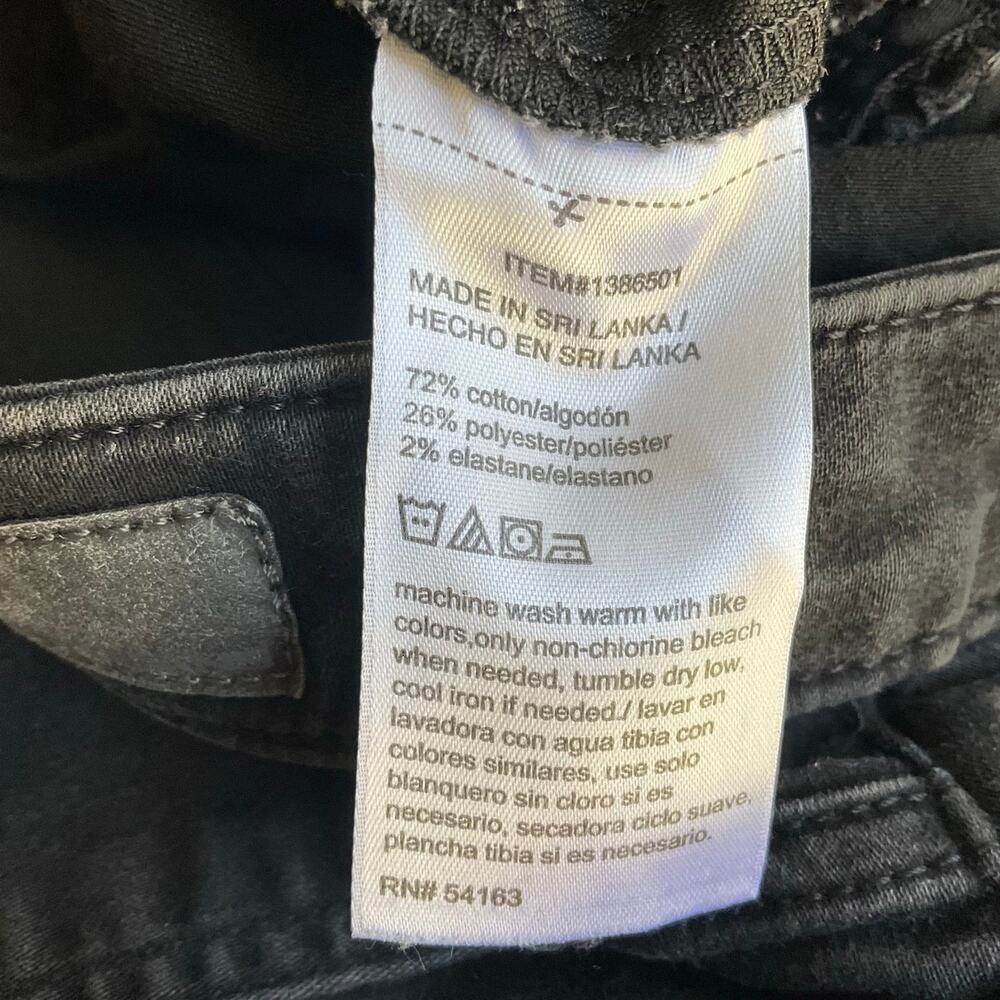 ITEM#1386501
MADE IN SRI LANKA /
HECHO EN SRI LANKA
72% cotton/algodón
26% polyester/poliéster
2% elastane/elastano
machine wash warm with like
colors,only non-chlorine bleach
when needed, tumble dry low,
cool iron if needed./ lavar en
lavadora con agua tibia con
colores similares, use solo
blanquero sin cloro si es
necesario, secadora ciclo suave,
plancha tibia si es necesario.
RN# 54163